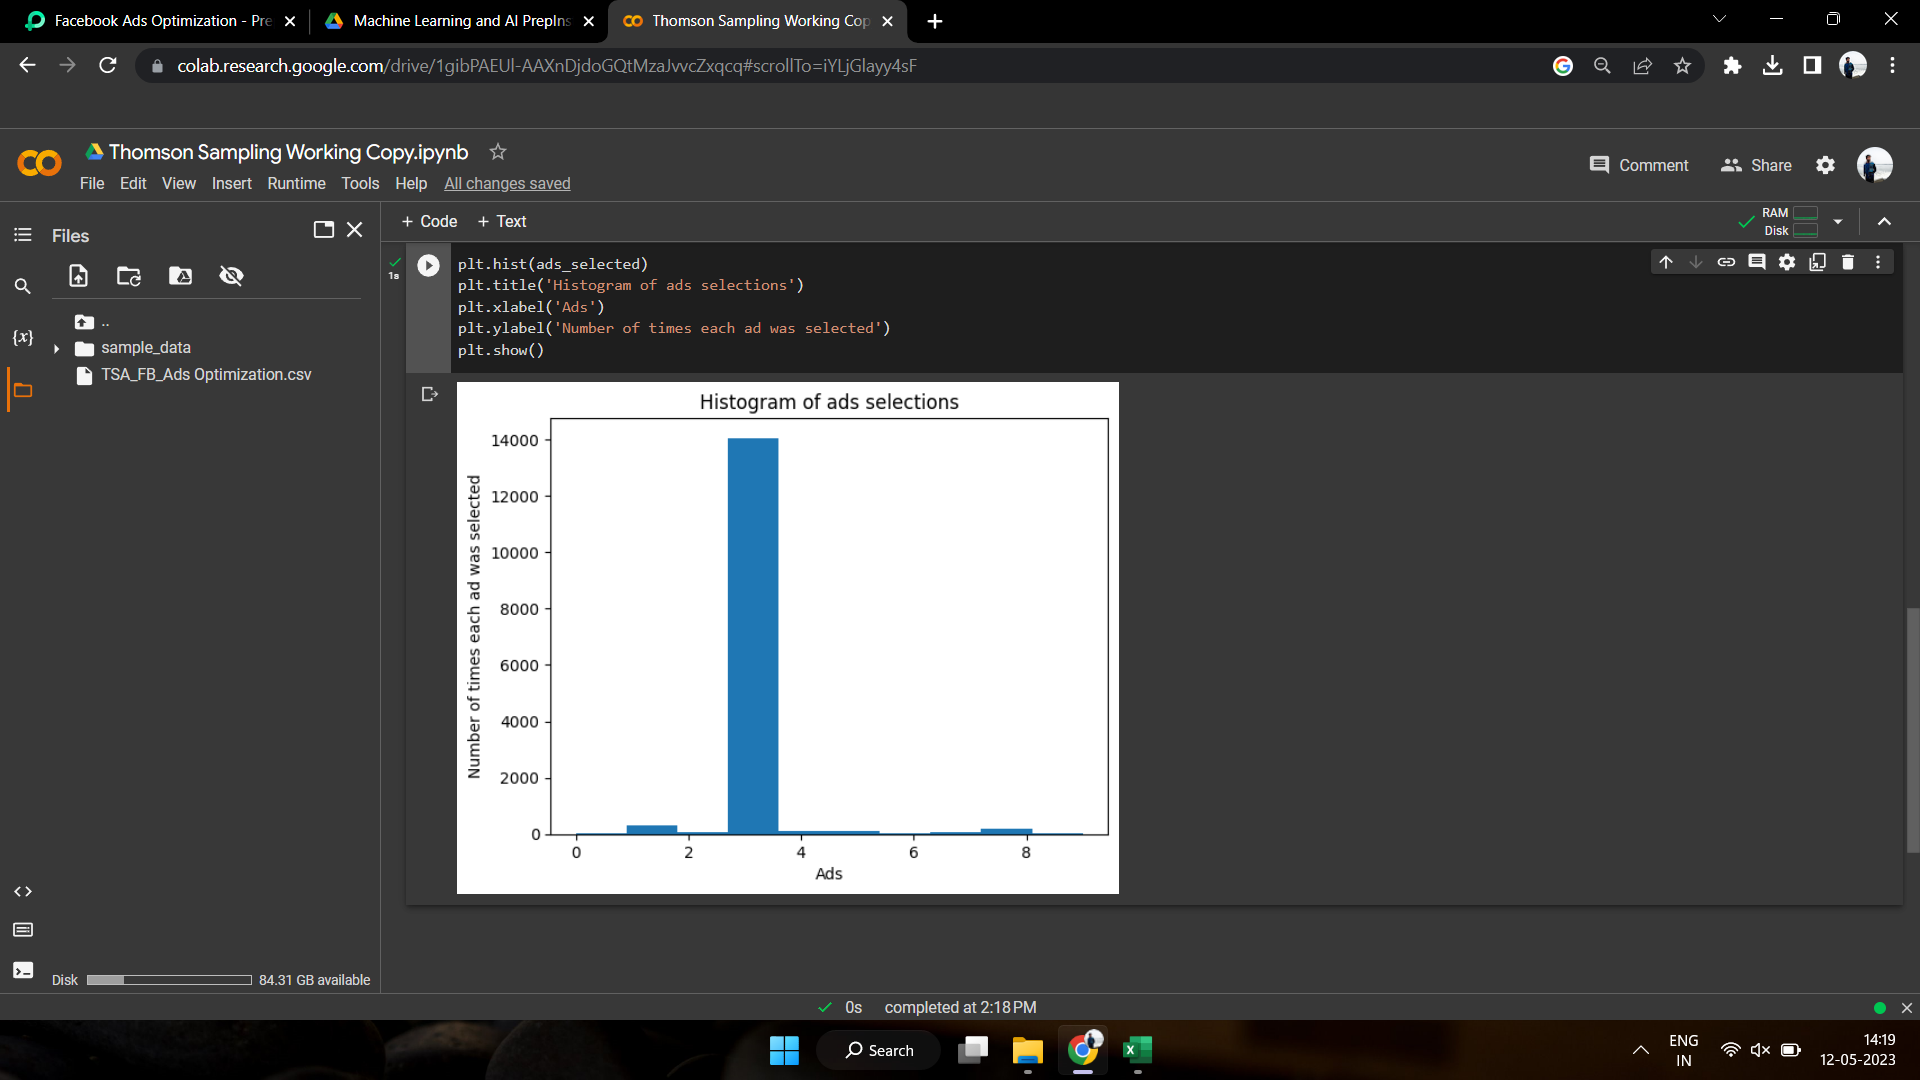 Facebook Ads Optimization - Pre
Machine Learning and AI PrepIns
Thomson Sampling Working Cop
colab.research.google.com/drive/1gibPAEUl-AAXnDjdoGQtMzaJvvcZxqcq#scrollTo=iYLjGlayy4sF
Thomson Sampling Working Copy.ipynb
Comment
Share
File Edit View Insert Runtime Tools Help All changes saved
Files
+ Code + Text
RAM
Disk
..
sample_data
TSA_FB_Ads Optimization.csv
{x}
1s
plt.hist(ads_selected)
plt.title('Histogram of ads selections')
plt.xlabel('Ads')
plt.ylabel('Number of times each ad was selected')
plt.show()
Histogram of ads selections
Number of times each ad was selected
14000
12000
10000
8000
6000
4000
2000
0
0 2 4 6 8
Ads
Disk 84.31 GB available
0s completed at 2:18 PM
Search
ENG
IN
14:19
12-05-2023